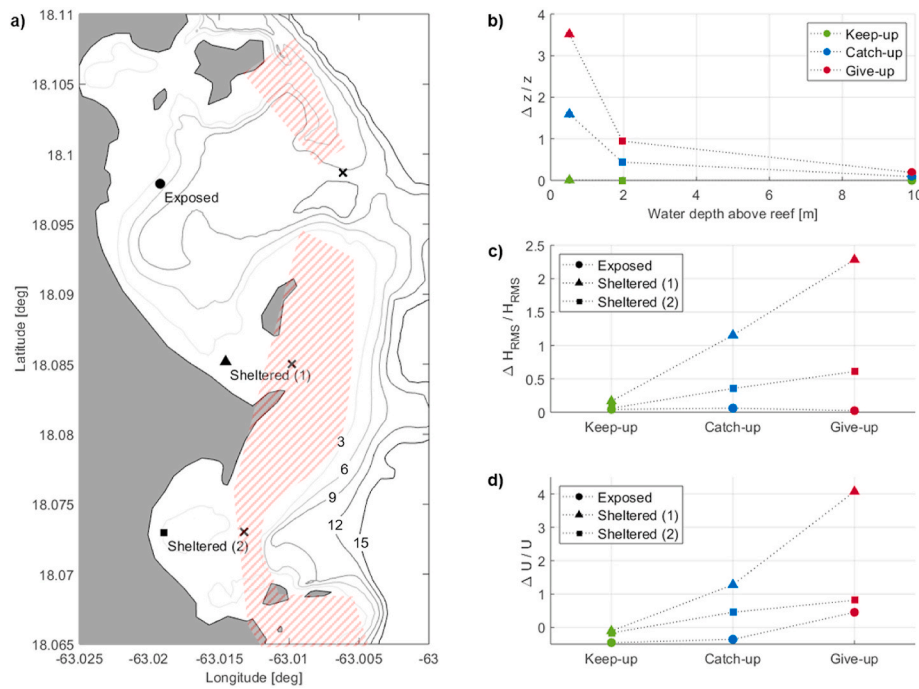 a)
18.11
18.105
18.1
18.095
18.09
18.085
18.08
18.075
18.07
18.065
Latitude [deg]
Exposed
Sheltered (1)
Sheltered (2)
3
6
9
12
15
-63.025
-63.02
-63.015
-63.01
-63.005
-63
Longitude [deg]
b)
4
3
2
1
0
Δ z / z
Keep-up
Catch-up
Give-up
0
2
4
6
8
10
Water depth above reef [m]
c)
2.5
2
1.5
1
0.5
0
Δ H_RMS / H_RMS
Exposed
Sheltered (1)
Sheltered (2)
Keep-up
Catch-up
Give-up
d)
4
3
2
1
0
Δ U / U
Exposed
Sheltered (1)
Sheltered (2)
Keep-up
Catch-up
Give-up